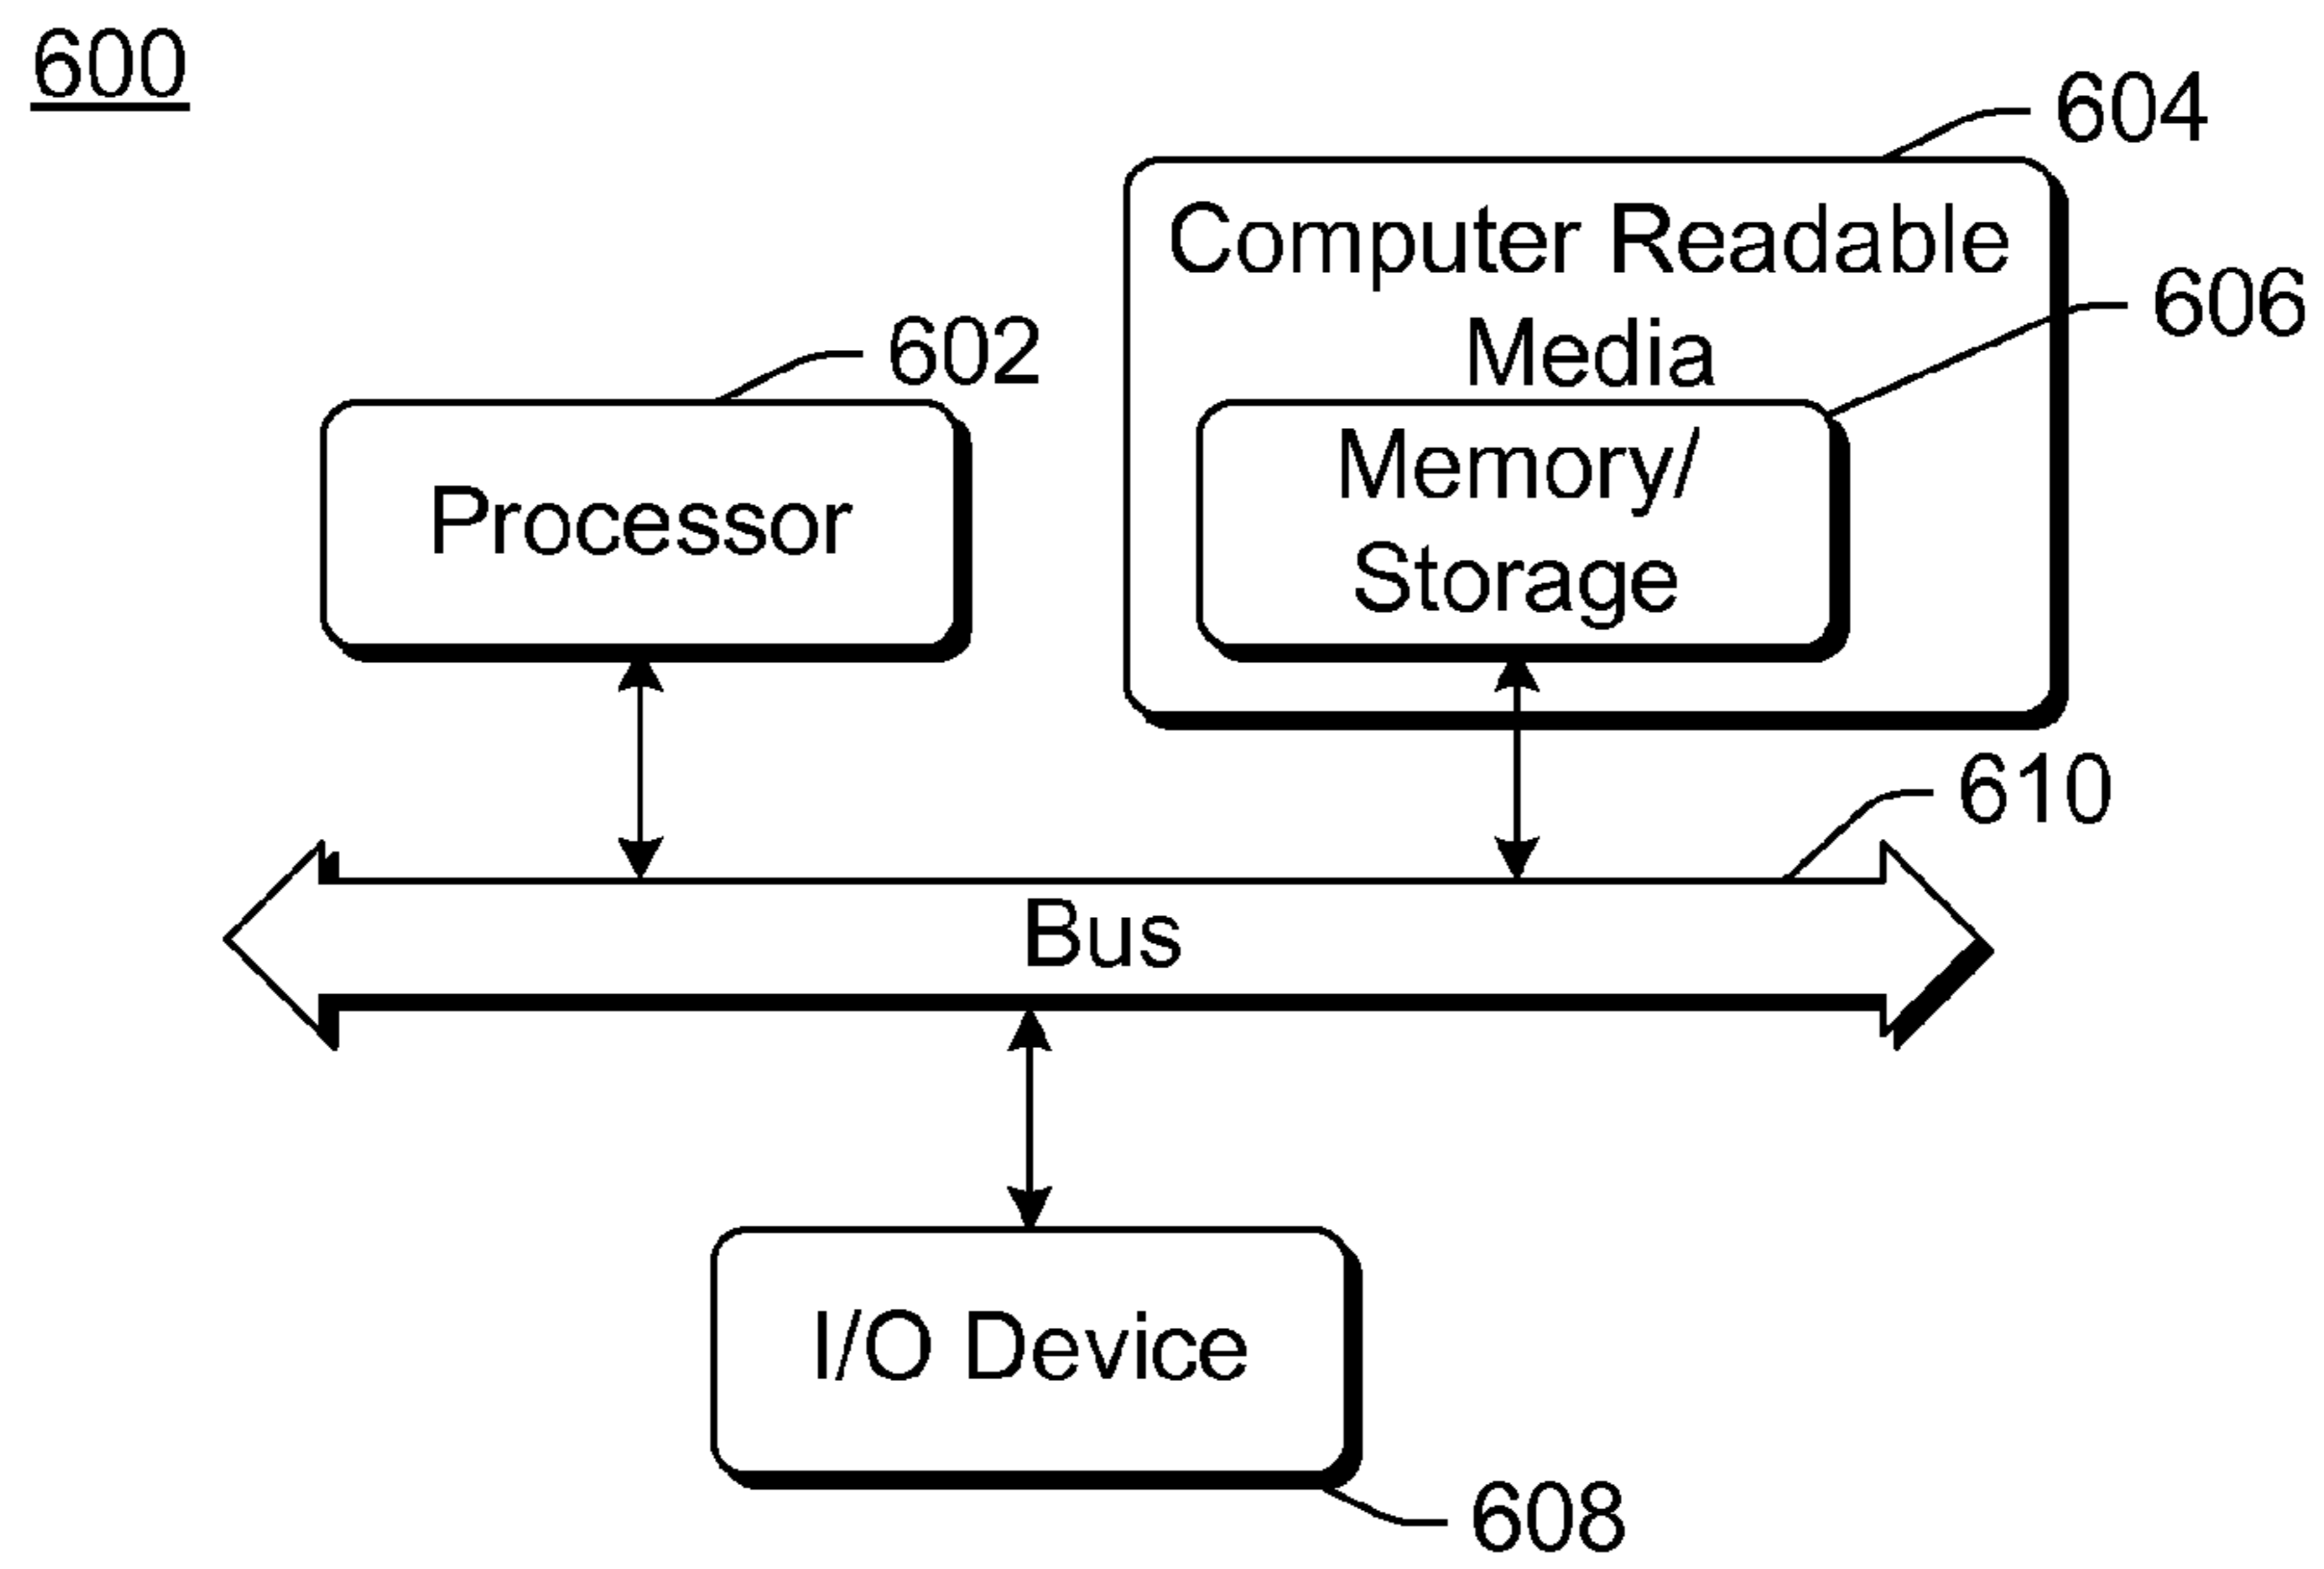 600
604
Computer Readable
Media
606
602
Memory/
Storage
Processor
610
Bus
I/O Device
608